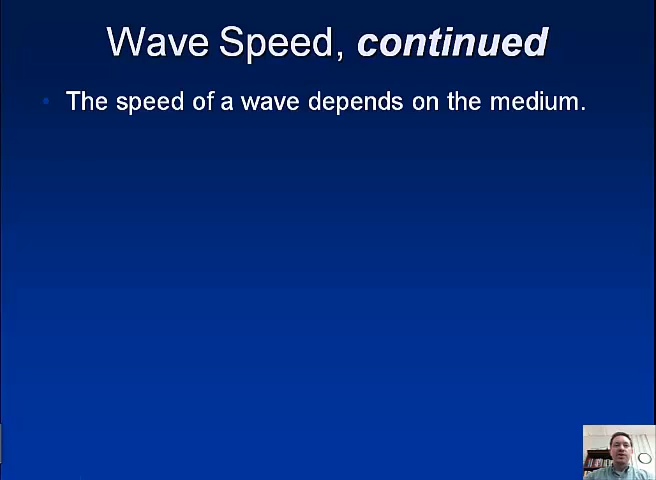 Wave Speed, continued
• The speed of a wave depends on the medium.